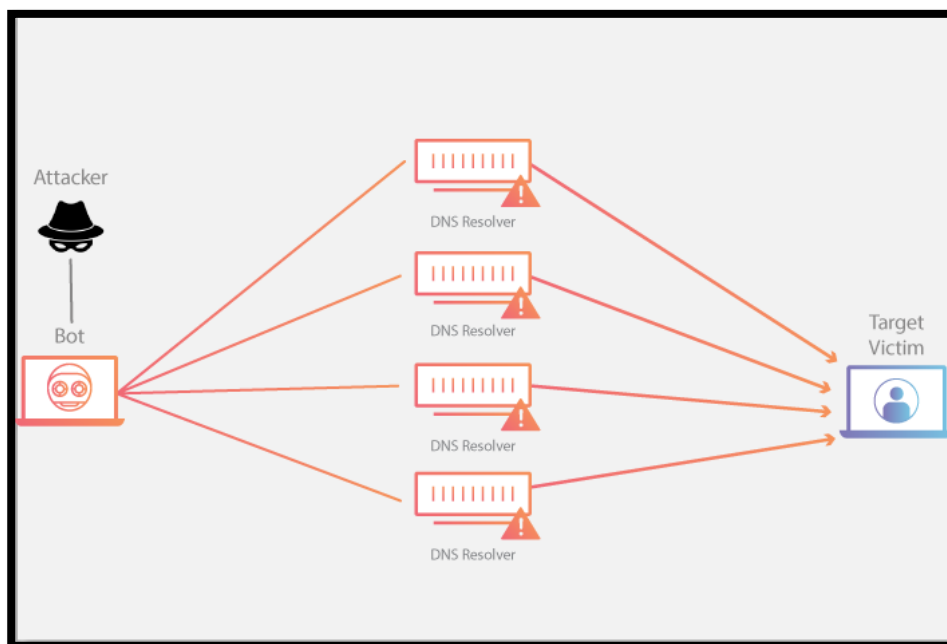 Attacker
Bot
DNS Resolver
DNS Resolver
DNS Resolver
DNS Resolver
Target
Victim